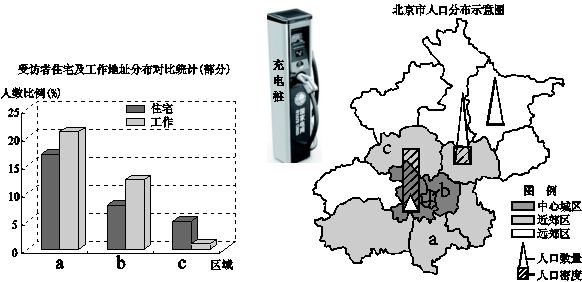 受访者住宅及工作地址分布对比统计(部分)
人数比例(%)
25
20
15
10
5
0
住宅
工作
a
b
c
区域
充电桩
北京市人口分布示意图
c
b
a
图 例
中心城区
近郊区
远郊区
人口数量
人口密度